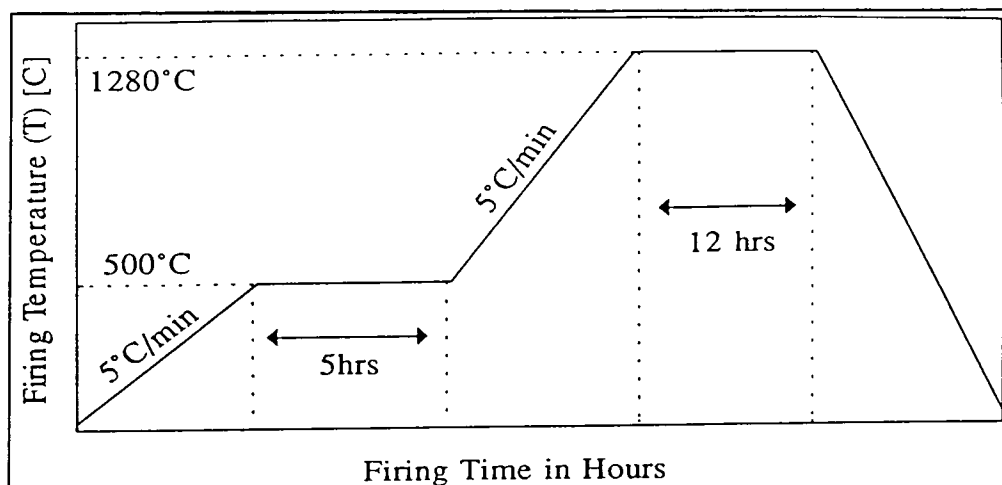 Firing Temperature (T) [C]
1280°C
500°C
5°C/min
5hrs
5°C/min
12 hrs
Firing Time in Hours